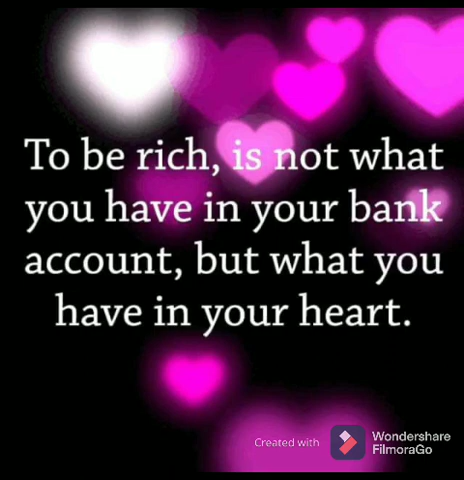 To be rich, is not what
you have in your bank
account, but what you
have in your heart.
Created with
Wondershare
FilmoraGo